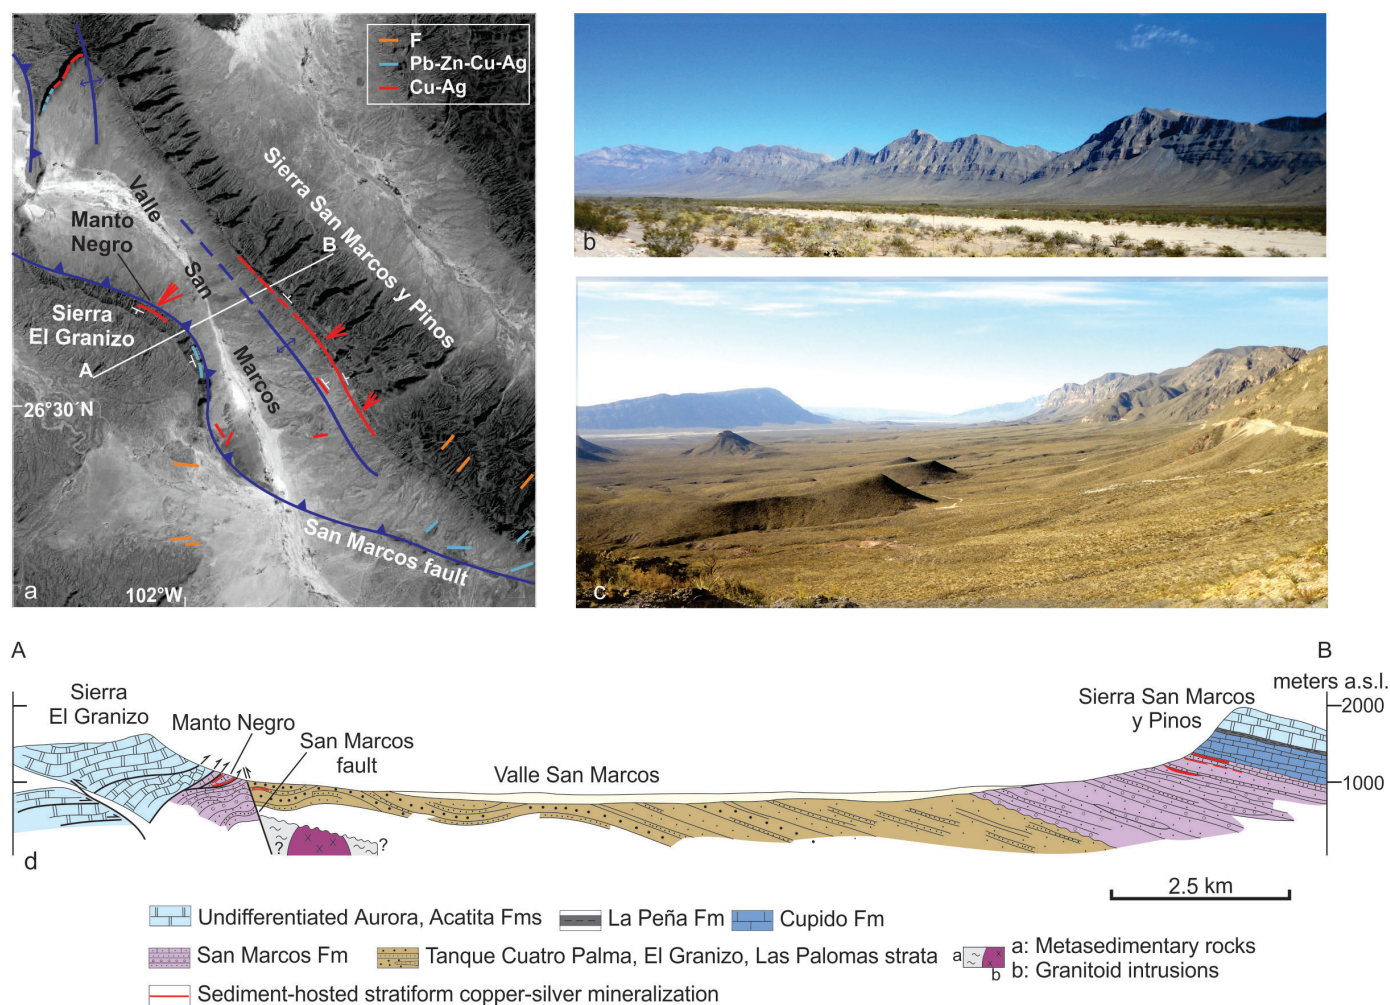 F
Pb-Zn-Cu-Ag
Cu-Ag
Sierra San Marcos y Pinos
Valle
San
Marcos
Manto
Negro
B
Sierra
El Granizo
A
26°30´N
San Marcos fault
102°W
a
b
c
A
B
meters a.s.l.
2000
1000
Sierra
El Granizo
Manto Negro
San Marcos
fault
Valle San Marcos
Sierra San Marcos
y Pinos
?
?
d
2.5 km
Undifferentiated Aurora, Acatita Fms
La Peña Fm
Cupido Fm
San Marcos Fm
Tanque Cuatro Palma, El Granizo, Las Palomas strata
a
b
a: Metasedimentary rocks
b: Granitoid intrusions
Sediment-hosted stratiform copper-silver mineralization